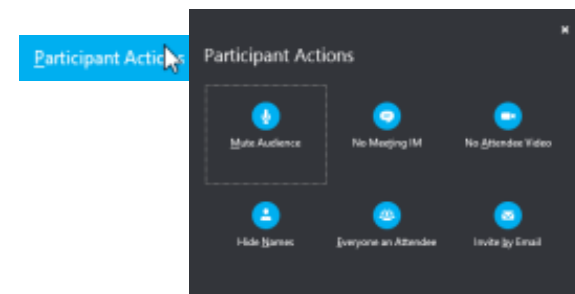 Participant Actions
Participant Actions
Mute Audience
No Meeting IM
No Attendee Video
Hide Names
Everyone an Attendee
Invite by Email